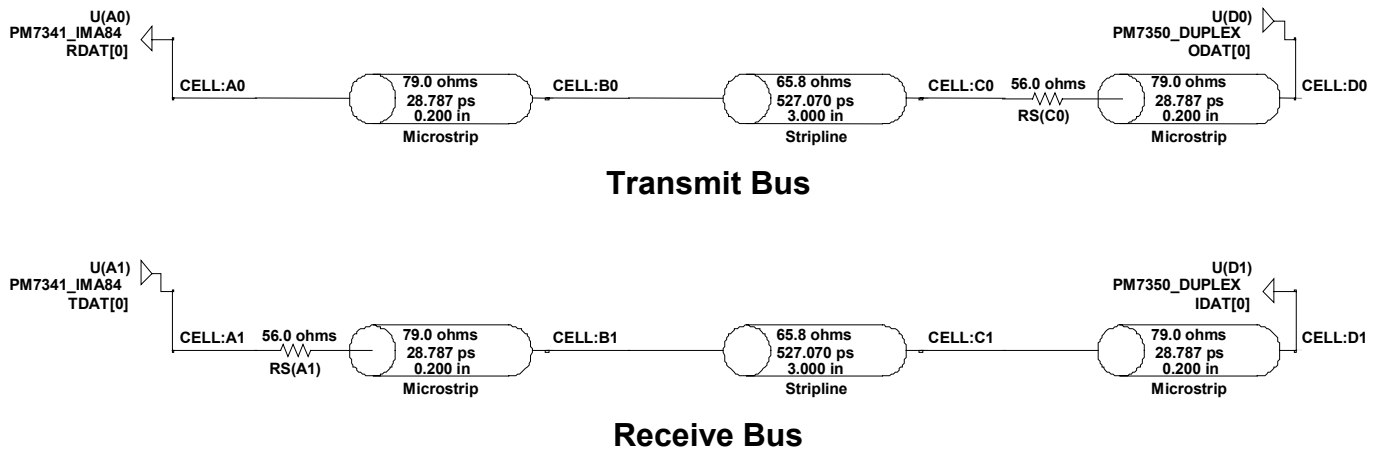 U(A0)
PM7341_IMA84
RDAT[0]
CELL:A0
79.0 ohms
28.787 ps
0.200 in
Microstrip
CELL:B0
65.8 ohms
527.070 ps
3.000 in
Stripline
CELL:C0
56.0 ohms
RS(C0)
79.0 ohms
28.787 ps
0.200 in
Microstrip
U(D0)
PM7350_DUPLEX
ODAT[0]
CELL:D0
Transmit Bus
U(A1)
PM7341_IMA84
TDAT[0]
CELL:A1
56.0 ohms
RS(A1)
79.0 ohms
28.787 ps
0.200 in
Microstrip
CELL:B1
65.8 ohms
527.070 ps
3.000 in
Stripline
CELL:C1
79.0 ohms
28.787 ps
0.200 in
Microstrip
U(D1)
PM7350_DUPLEX
IDAT[0]
CELL:D1
Receive Bus